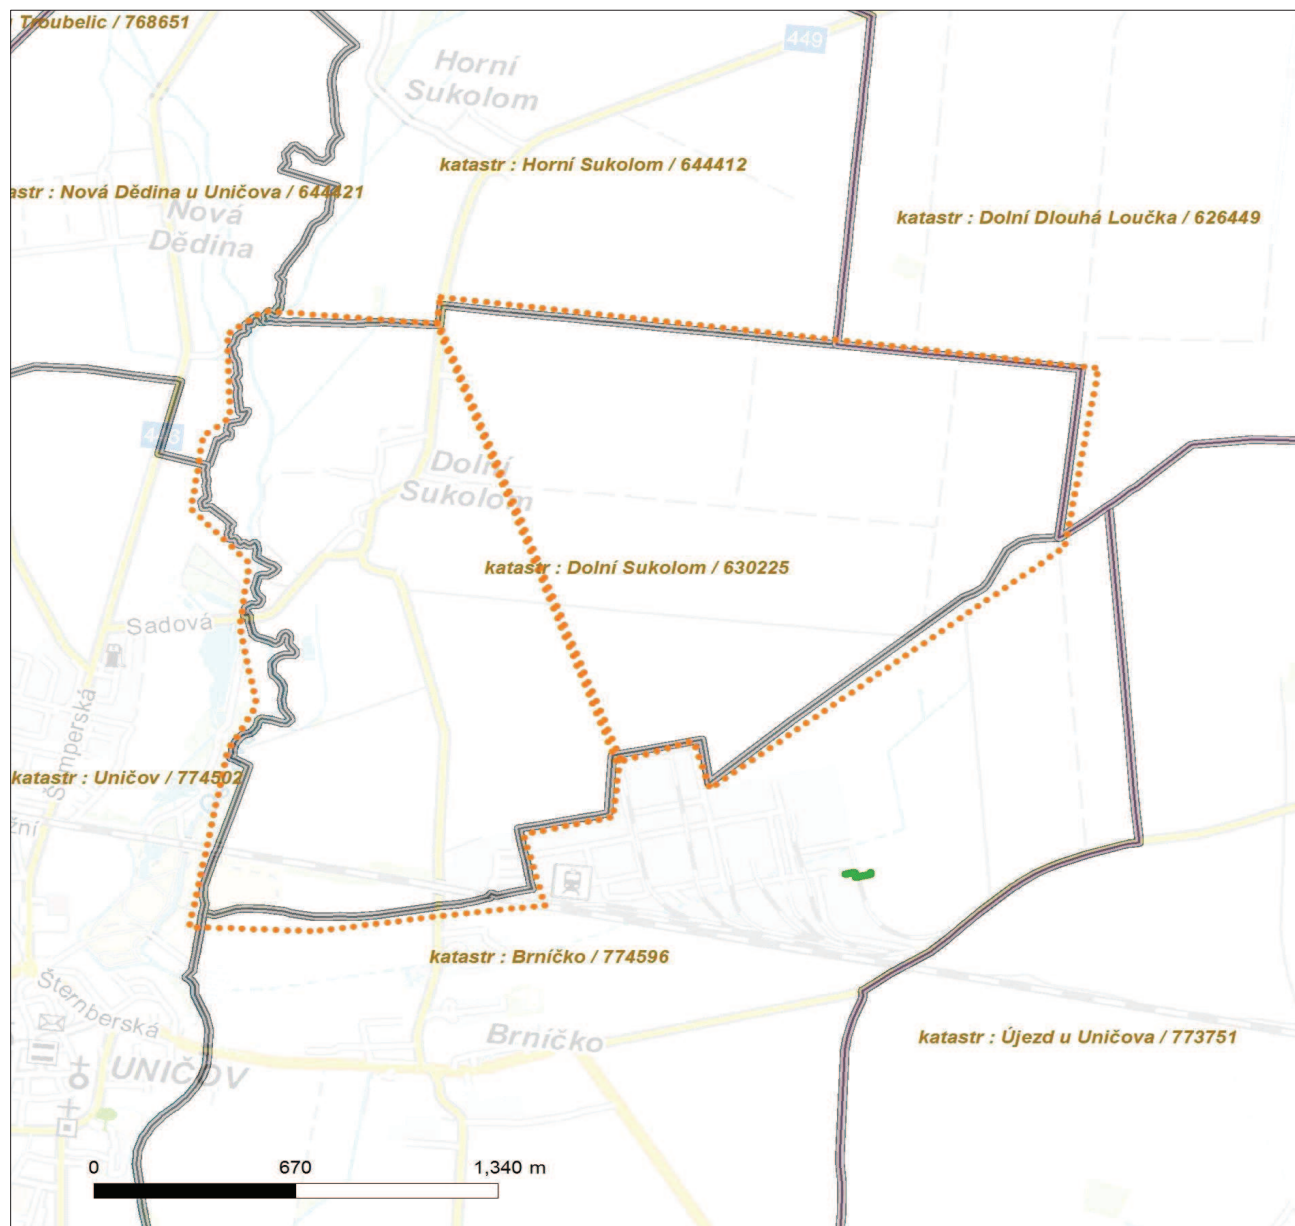 Troubelic / 768651
449
Horní
Sukolom
katastr : Horní Sukolom / 644412
astr : Nová Dědina u Uničova / 644421
katastr : Dolní Dlouhá Loučka / 626449
Nová
Dědina
446
Dolní
Sukolom
katastr : Dolní Sukolom / 630225
Sadová
Šumperská
katastr : Uničov / 774502
žní
katastr : Brníčko / 774596
Šternberská
Brníčko
katastr : Újezd u Uničova / 773751
UNIČOV
0 670 1,340 m